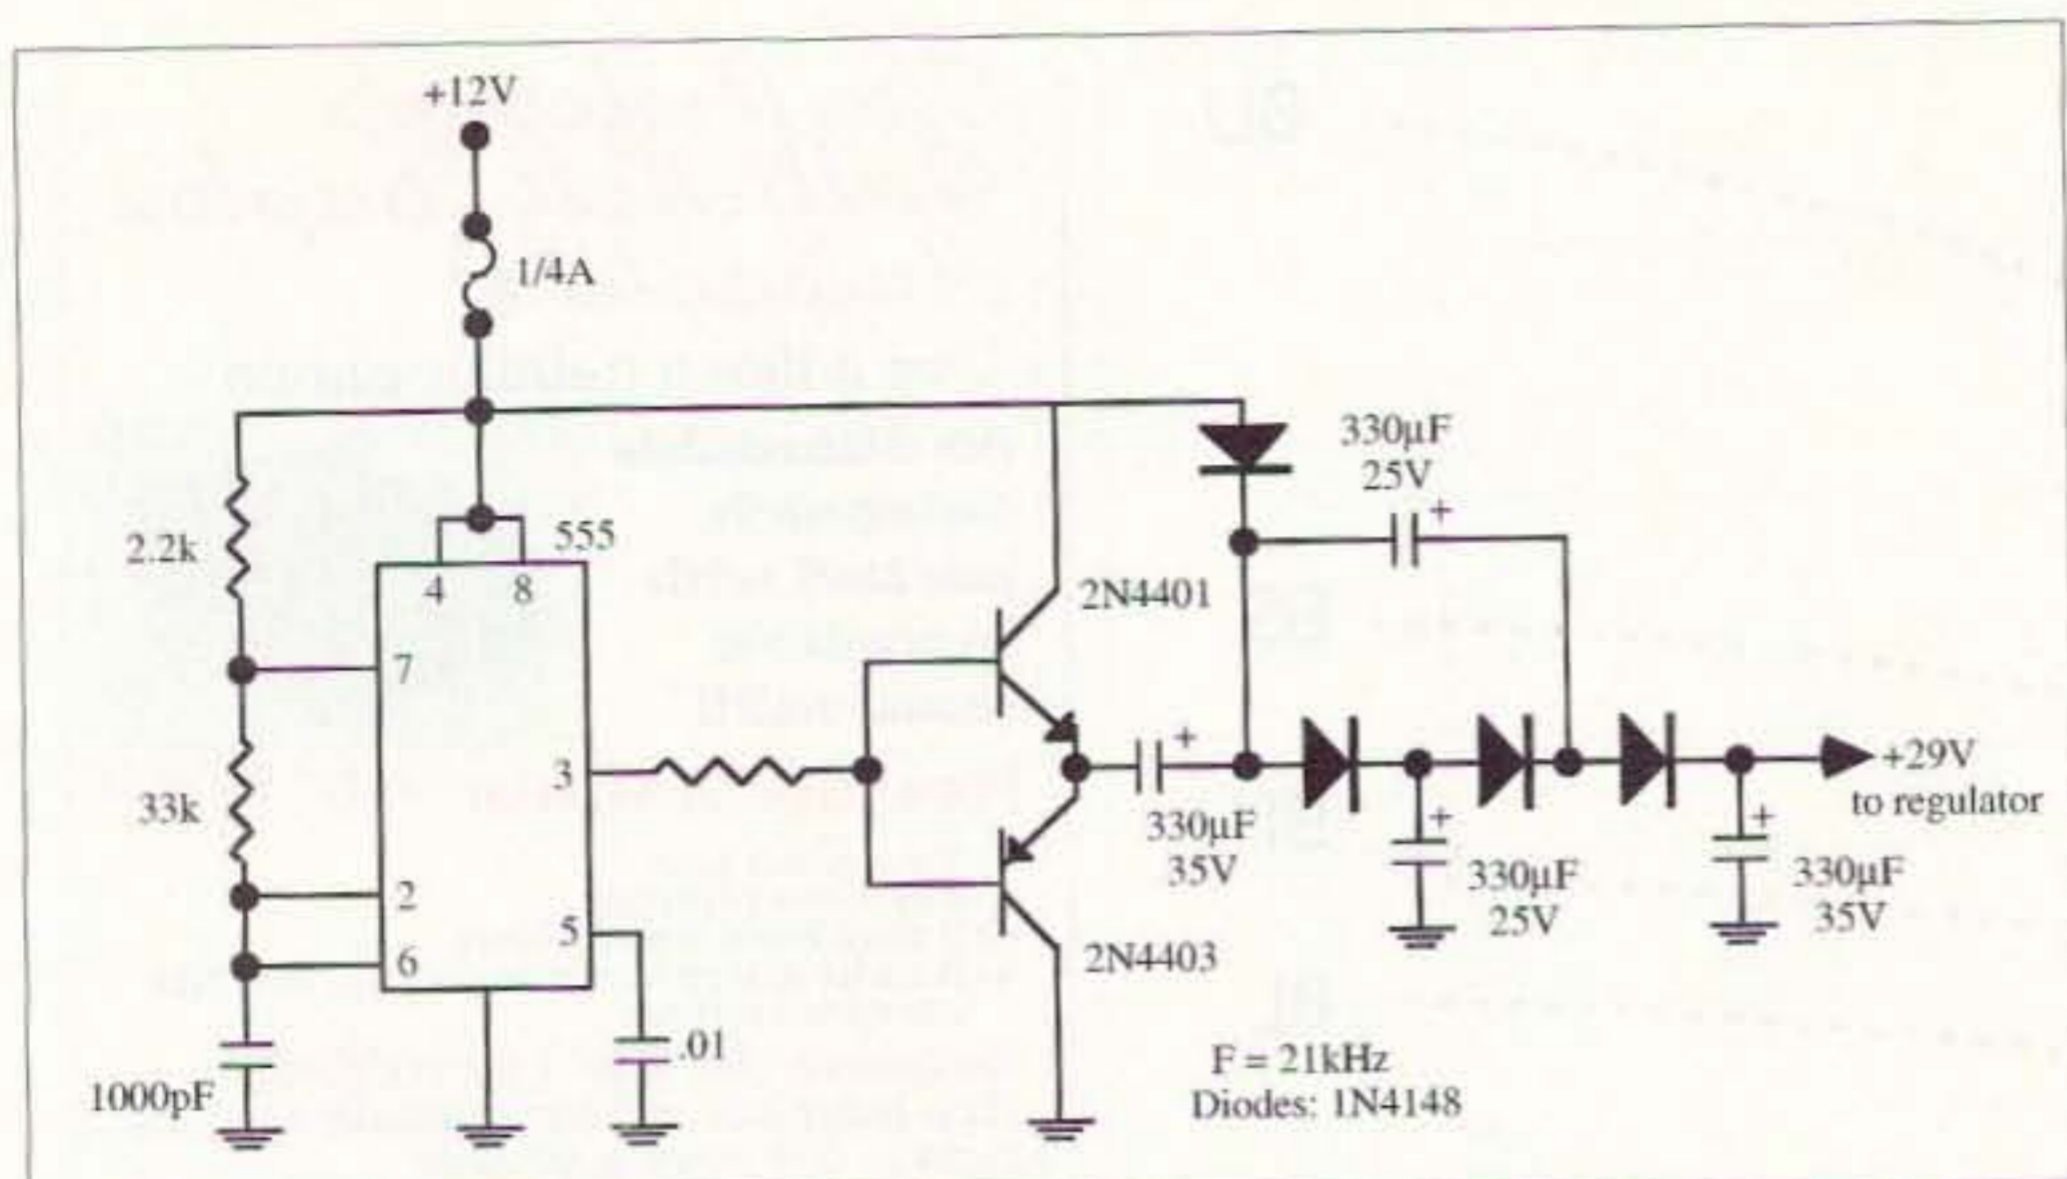 +12V
1/4A
330µF
25V
+
2.2k
555
4
8
2N4401
7
33k
3
+
330µF
35V
+
330µF
25V
+
330µF
35V
+29V
to regulator
2
5
6
2N4403
.01
1000pF
F = 21kHz
Diodes: 1N4148